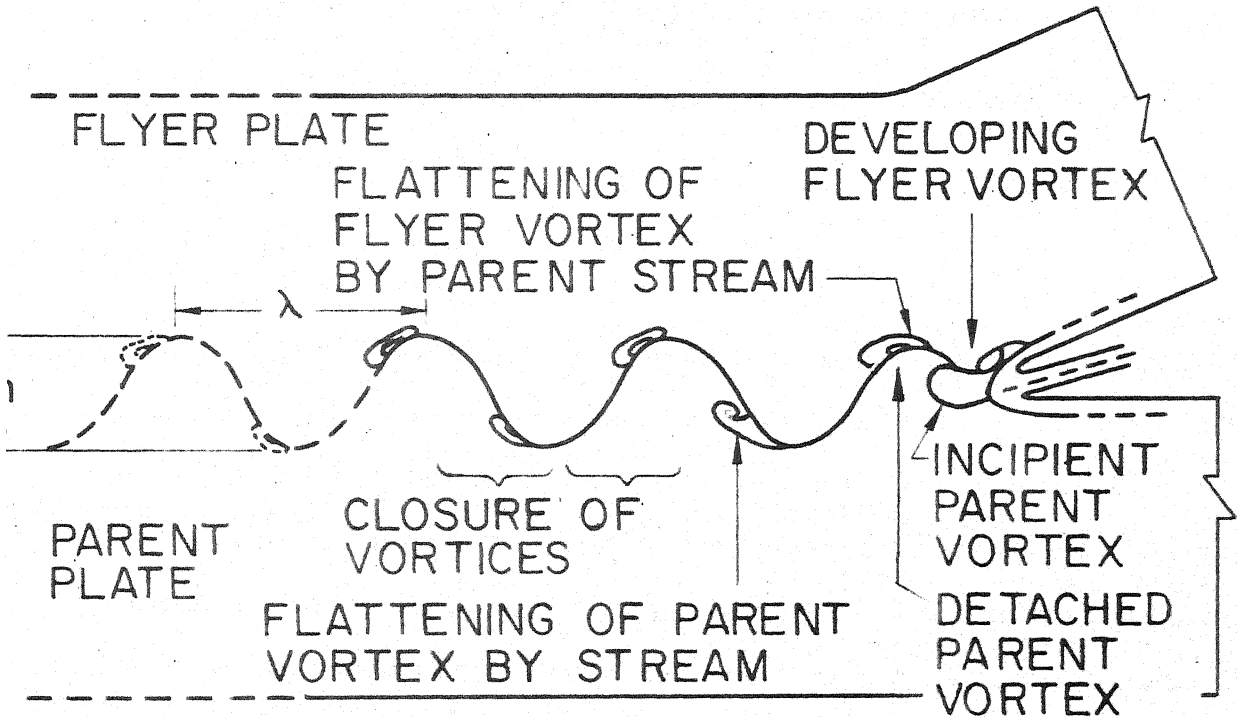 FLYER PLATE
DEVELOPING
FLYER VORTEX
FLATTENING OF
FLYER VORTEX
BY PARENT STREAM
λ
CLOSURE OF
VORTICES
PARENT
PLATE
FLATTENING OF PARENT
VORTEX BY STREAM
INCIPIENT
PARENT
VORTEX
DETACHED
PARENT
VORTEX